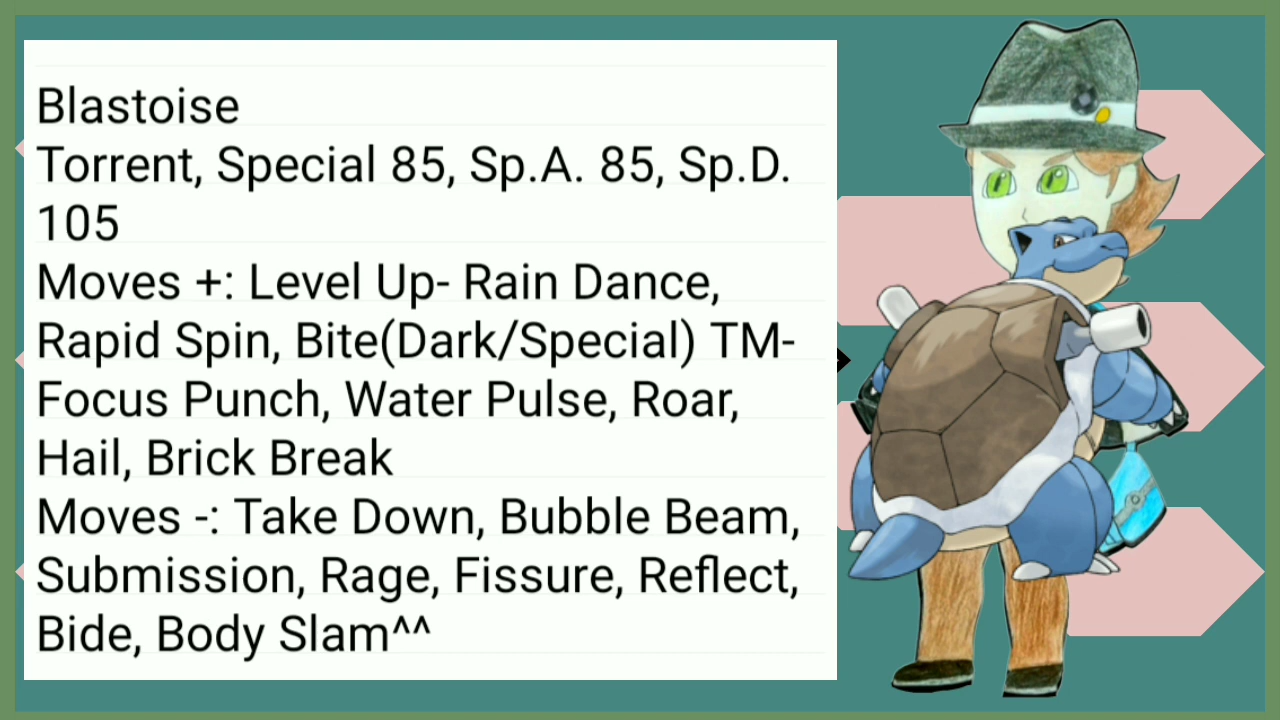 Blastoise
Torrent, Special 85, Sp.A. 85, Sp.D.
105
Moves +: Level Up- Rain Dance,
Rapid Spin, Bite(Dark/Special) TM-
Focus Punch, Water Pulse, Roar,
Hail, Brick Break
Moves -: Take Down, Bubble Beam,
Submission, Rage, Fissure, Reflect,
Bide, Body Slam^^